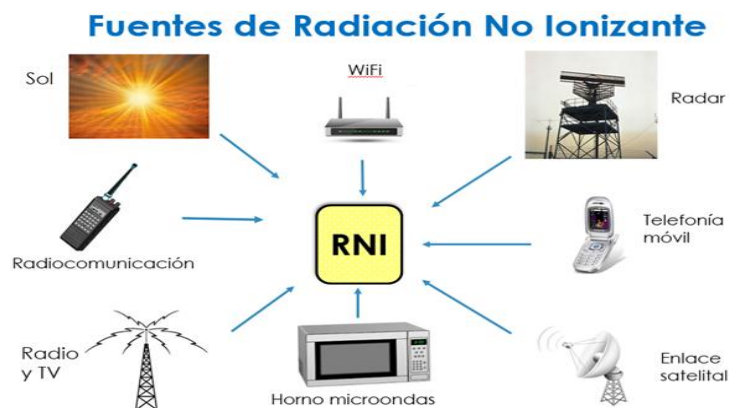 Fuentes de Radiación No Ionizante
Sol
WiFi
Radar
RNI
Radiocomunicación
Telefonía
móvil
Radio
y TV
Horno microondas
Enlace
satelital